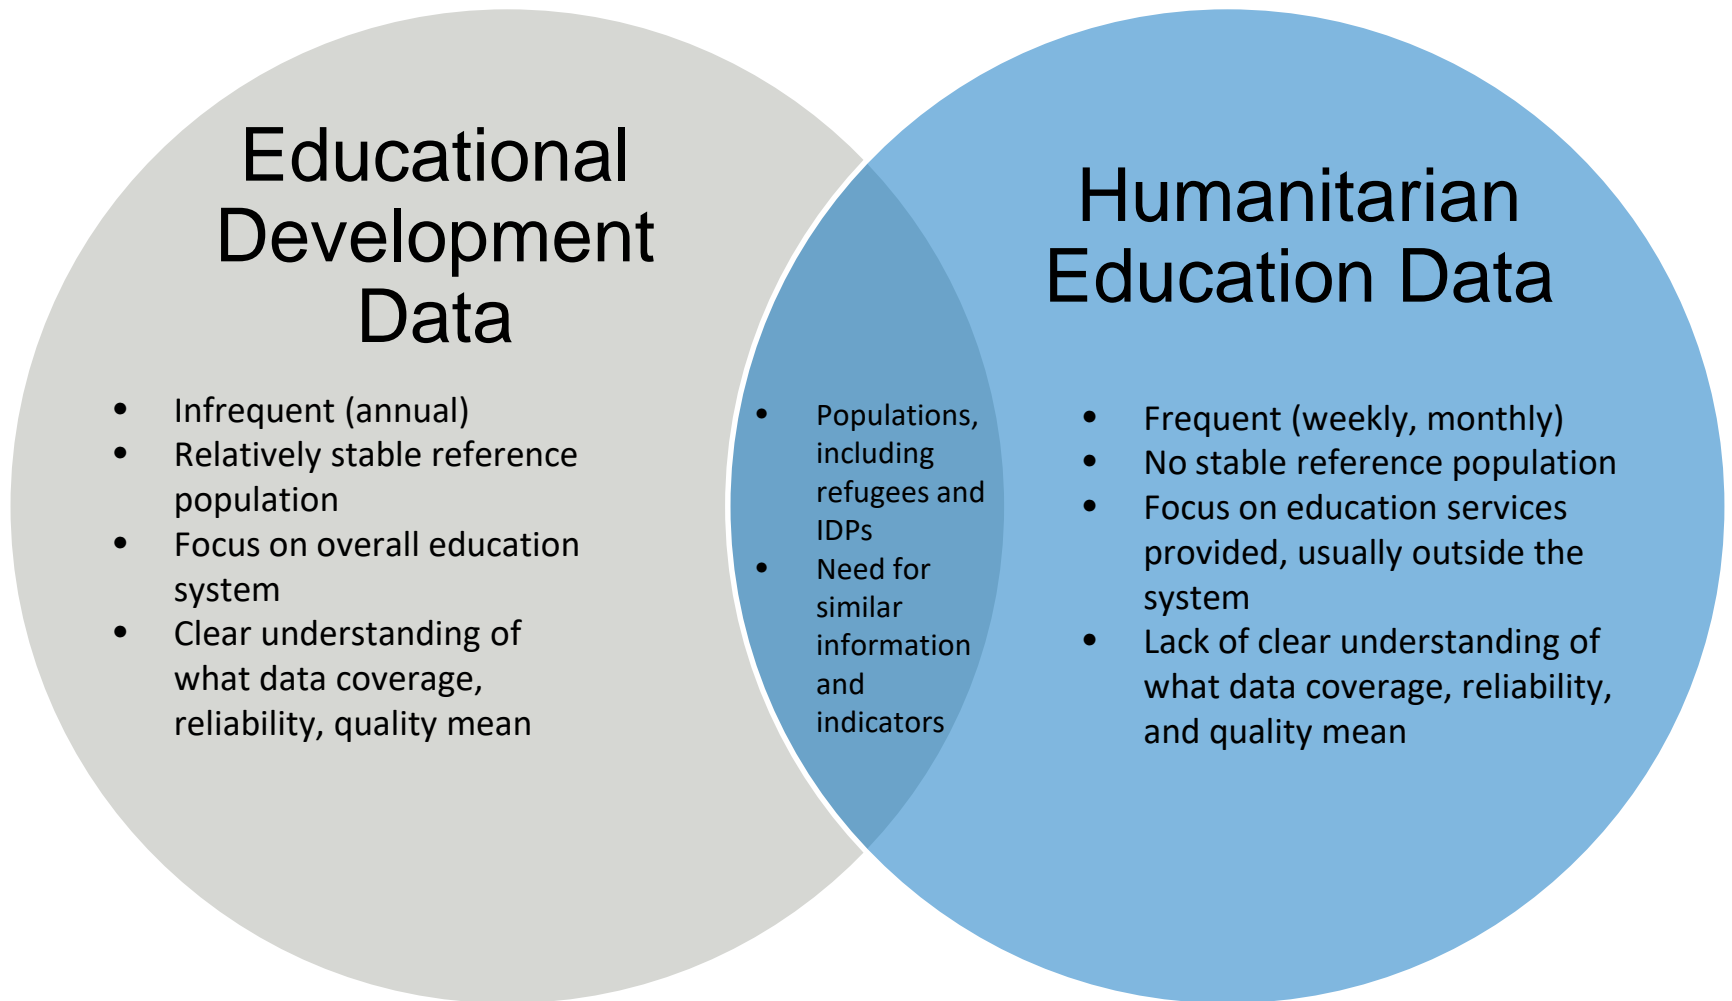 Educational
Development
Data
• Infrequent (annual)
• Relatively stable reference
population
• Focus on overall education
system
• Clear understanding of
what data coverage,
reliability, quality mean
• Populations,
including
refugees and
IDPs
• Need for
similar
information
and
indicators
Humanitarian
Education Data
• Frequent (weekly, monthly)
• No stable reference population
• Focus on education services
provided, usually outside the
system
• Lack of clear understanding of
what data coverage, reliability,
and quality mean